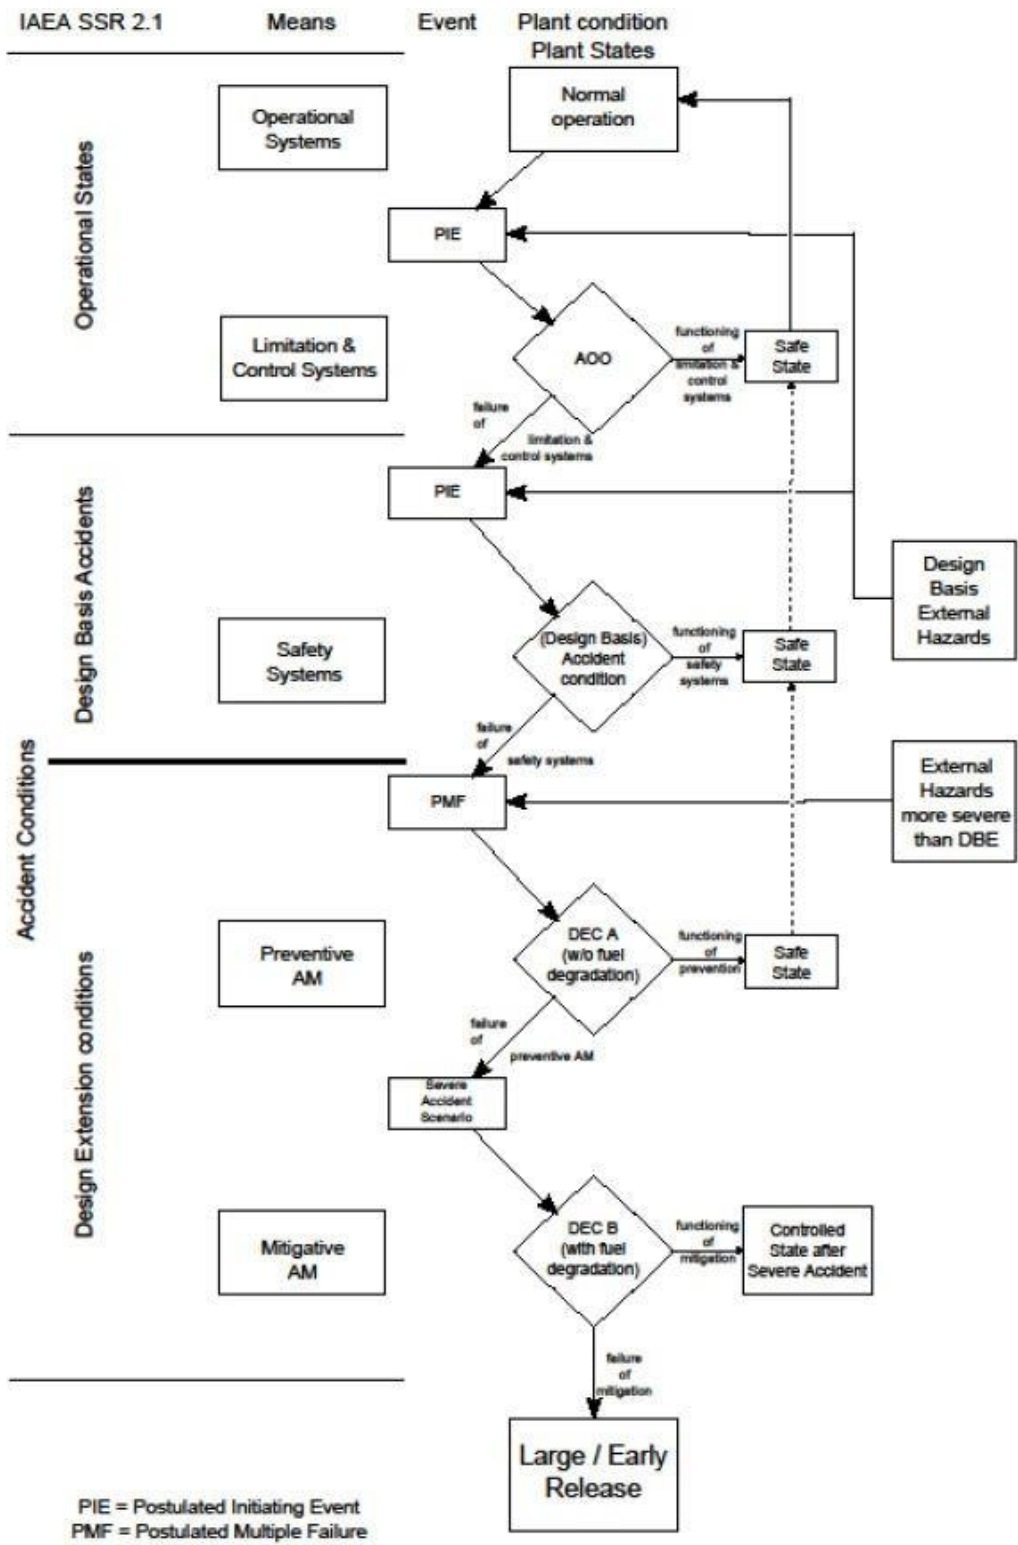 IAEA SSR 2.1 Means Event Plant condition
Plant States
Operational States
Operational
Systems
Normal
operation
PIE
Limitation &
Control Systems
AOO
functioning
of
limitation &
control
systems
Safe
State
failure
of
limitation &
control systems
Accident Conditions
Design Basis Accidents
PIE
Design
Basis
External
Hazards
Safety
Systems
(Design Basis)
Accident
condition
functioning
of
safety
systems
Safe
State
failure
of
safety systems
Design Extension conditions
PMF
External
Hazards
more severe
than DBE
Preventive
AM
DEC A
(w/o fuel
degradation)
functioning
of
prevention
Safe
State
failure
of
preventive AM
Severe
Accident
Scenario
Mitigative
AM
DEC B
(with fuel
degradation)
functioning
of
mitigation
Controlled
State after
Severe Accident
failure
of
mitigation
Large / Early
Release
PIE = Postulated Initiating Event
PMF = Postulated Multiple Failure